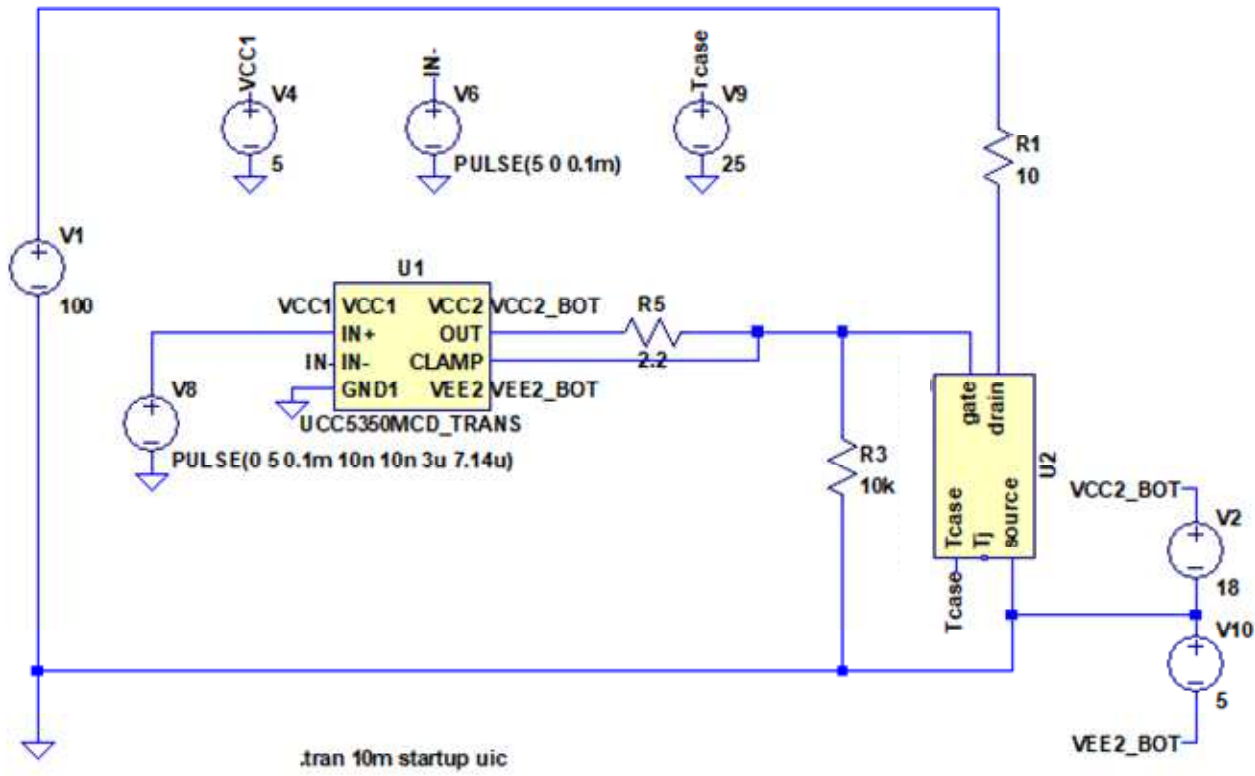 VCC1
V4
5
IN-
V6
PULSE(5 0 0.1m)
Tcase
V9
25
R1
10
V1
100
U1
VCC1 VCC1 VCC2 VCC2_BOT
IN+ OUT
IN- IN- CLAMP
GND1 VEE2 VEE2_BOT
UCC5350MCD_TRANS
R5
2.2
V8
PULSE(0 5 0.1m 10n 10n 3u 7.14u)
R3
10k
gate
drain
U2
Tcase
Tj
source
Tcase
VCC2_BOT
V2
18
V10
5
VEE2_BOT
.tran 10m startup uic